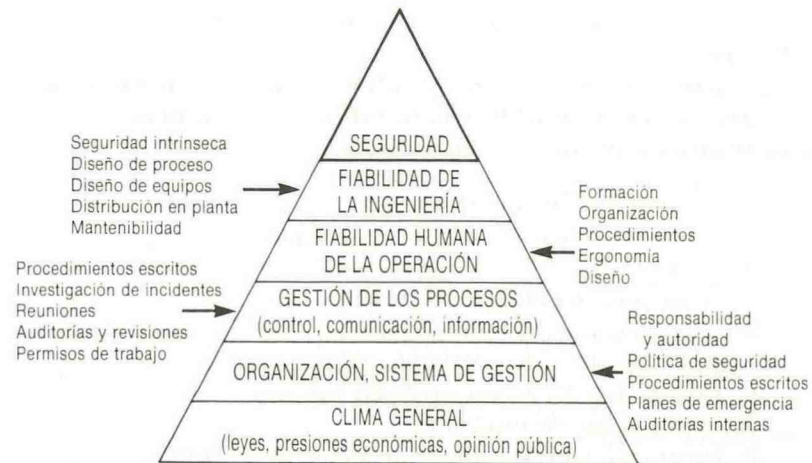 SEGURIDAD
Seguridad intrínseca
Diseño de proceso
Diseño de equipos
Distribución en planta
Mantenibilidad
FIABILIDAD DE
LA INGENIERÍA
FIABILIDAD HUMANA
DE LA OPERACIÓN
Formación
Organización
Procedimientos
Ergonomía
Diseño
Procedimientos escritos
Investigación de incidentes
Reuniones
Auditorías y revisiones
Permisos de trabajo
GESTIÓN DE LOS PROCESOS
(control, comunicación, información)
ORGANIZACIÓN, SISTEMA DE GESTIÓN
Responsabilidad
y autoridad
Política de seguridad
Procedimientos escritos
Planes de emergencia
Auditorías internas
CLIMA GENERAL
(leyes, presiones económicas, opinión pública)